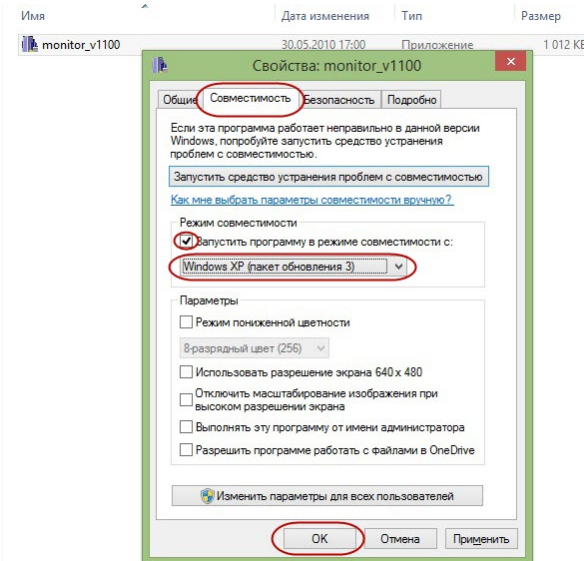 Имя Дата изменения Тип Размер
monitor_v1100 30.05.2010 17:00 Приложение 1 012 КБ
Свойства: monitor_v1100
Общие Совместимость Безопасность Подробно
Если эта программа работает неправильно в данной версии
Windows, попробуйте запустить средство устранения
проблем с совместимостью.
Запустить средство устранения проблем с совместимостью
Как мне выбрать параметры совместимости вручную?
Режим совместимости
Запустить программу в режиме совместимости с:
Windows XP (пакет обновления 3)
Параметры
Режим пониженной цветности
8-разрядный цвет (256)
Использовать разрешение экрана 640 x 480
Отключить масштабирование изображения при
высоком разрешении экрана
Выполнять эту программу от имени администратора
Разрешить программе работать с файлами в OneDrive
Изменить параметры для всех пользователей
OK Отмена Применить